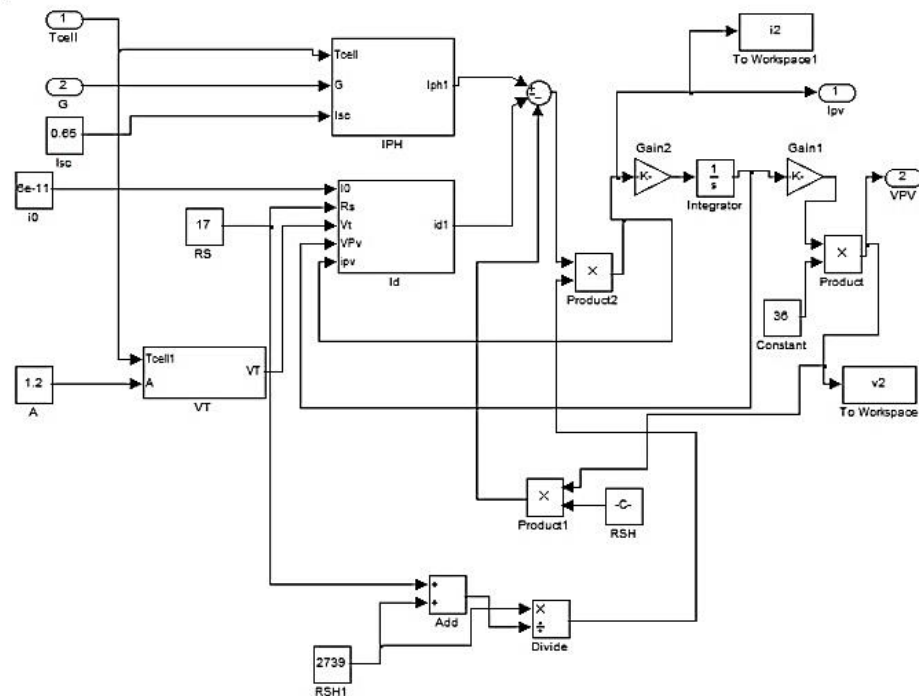 1
Tcell
2
G
0.65
Isc
6e-11
i0
17
RS
1.2
A
Tcell
G
Isc
Iph1
IPH
I0
Rs
Vt
VPv
ipv
id1
Id
Tcell1
A
VT
VT
+
-
-
×
Product2
i2
To Workspace1
1
Ipv
Gain2
-K-
1
s
Integrator
Gain1
-K-
2
VPV
×
Product
36
Constant
v2
To Workspace
×
Product1
-C-
RSH
+
+
Add
×
÷
Divide
2739
RSH1